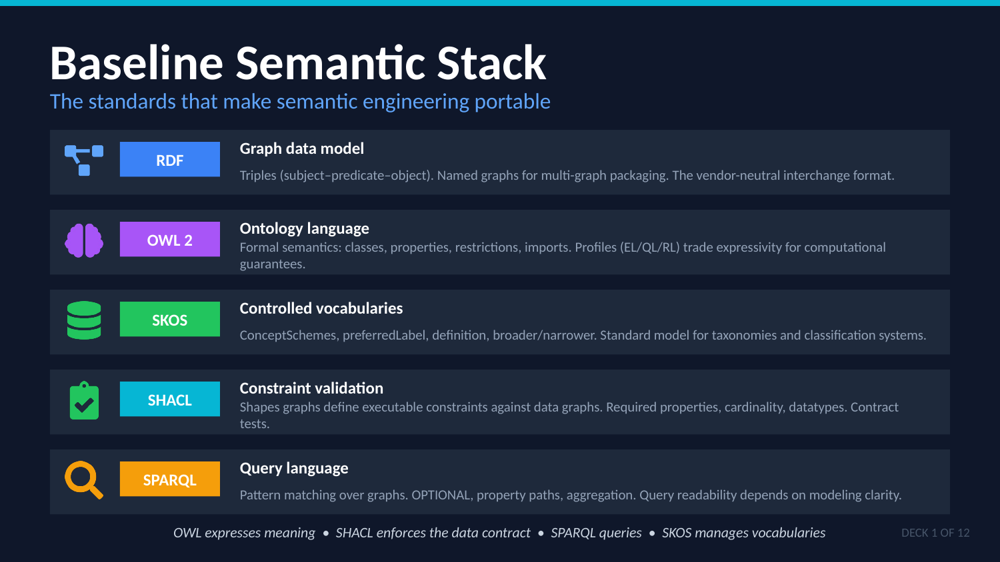 Baseline Semantic Stack
The standards that make semantic engineering portable
RDF
Graph data model
Triples (subject–predicate–object). Named graphs for multi-graph packaging. The vendor-neutral interchange format.
OWL 2
Ontology language
Formal semantics: classes, properties, restrictions, imports. Profiles (EL/QL/RL) trade expressivity for computational
guarantees.
SKOS
Controlled vocabularies
ConceptSchemes, preferredLabel, definition, broader/narrower. Standard model for taxonomies and classification systems.
SHACL
Constraint validation
Shapes graphs define executable constraints against data graphs. Required properties, cardinality, datatypes. Contract
tests.
SPARQL
Query language
Pattern matching over graphs. OPTIONAL, property paths, aggregation. Query readability depends on modeling clarity.
OWL expresses meaning • SHACL enforces the data contract • SPARQL queries • SKOS manages vocabularies
DECK 1 OF 12